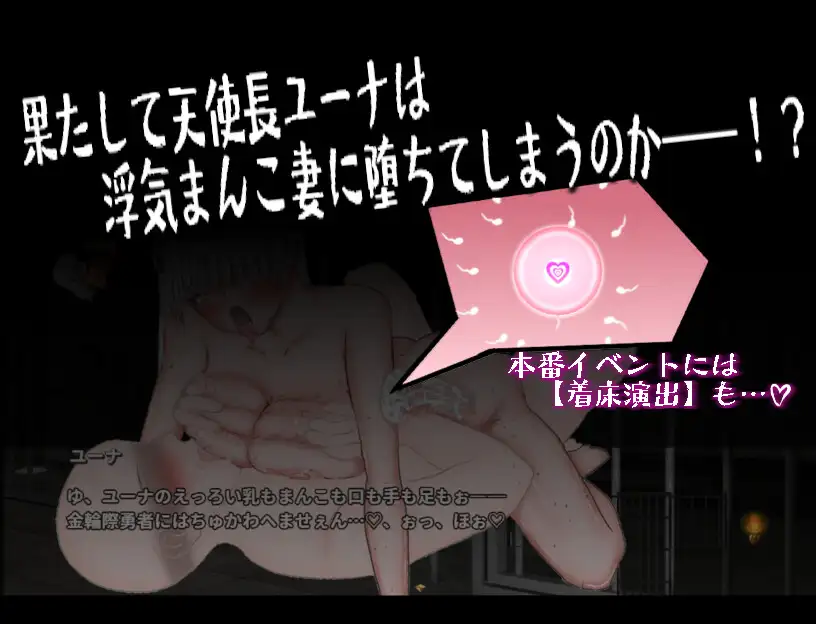 果たして天使長ユーナは
浮気まんこ妻に堕ちてしまうのか――！？
本番イベントには
【着床演出】も…♡
ユーナ
ゆ、ユーナのえっろい乳もまんこも口も手も足もぉ――
金輪際勇者にはちゅかわへませぇん…♡、ぉっ、ほぉ♡